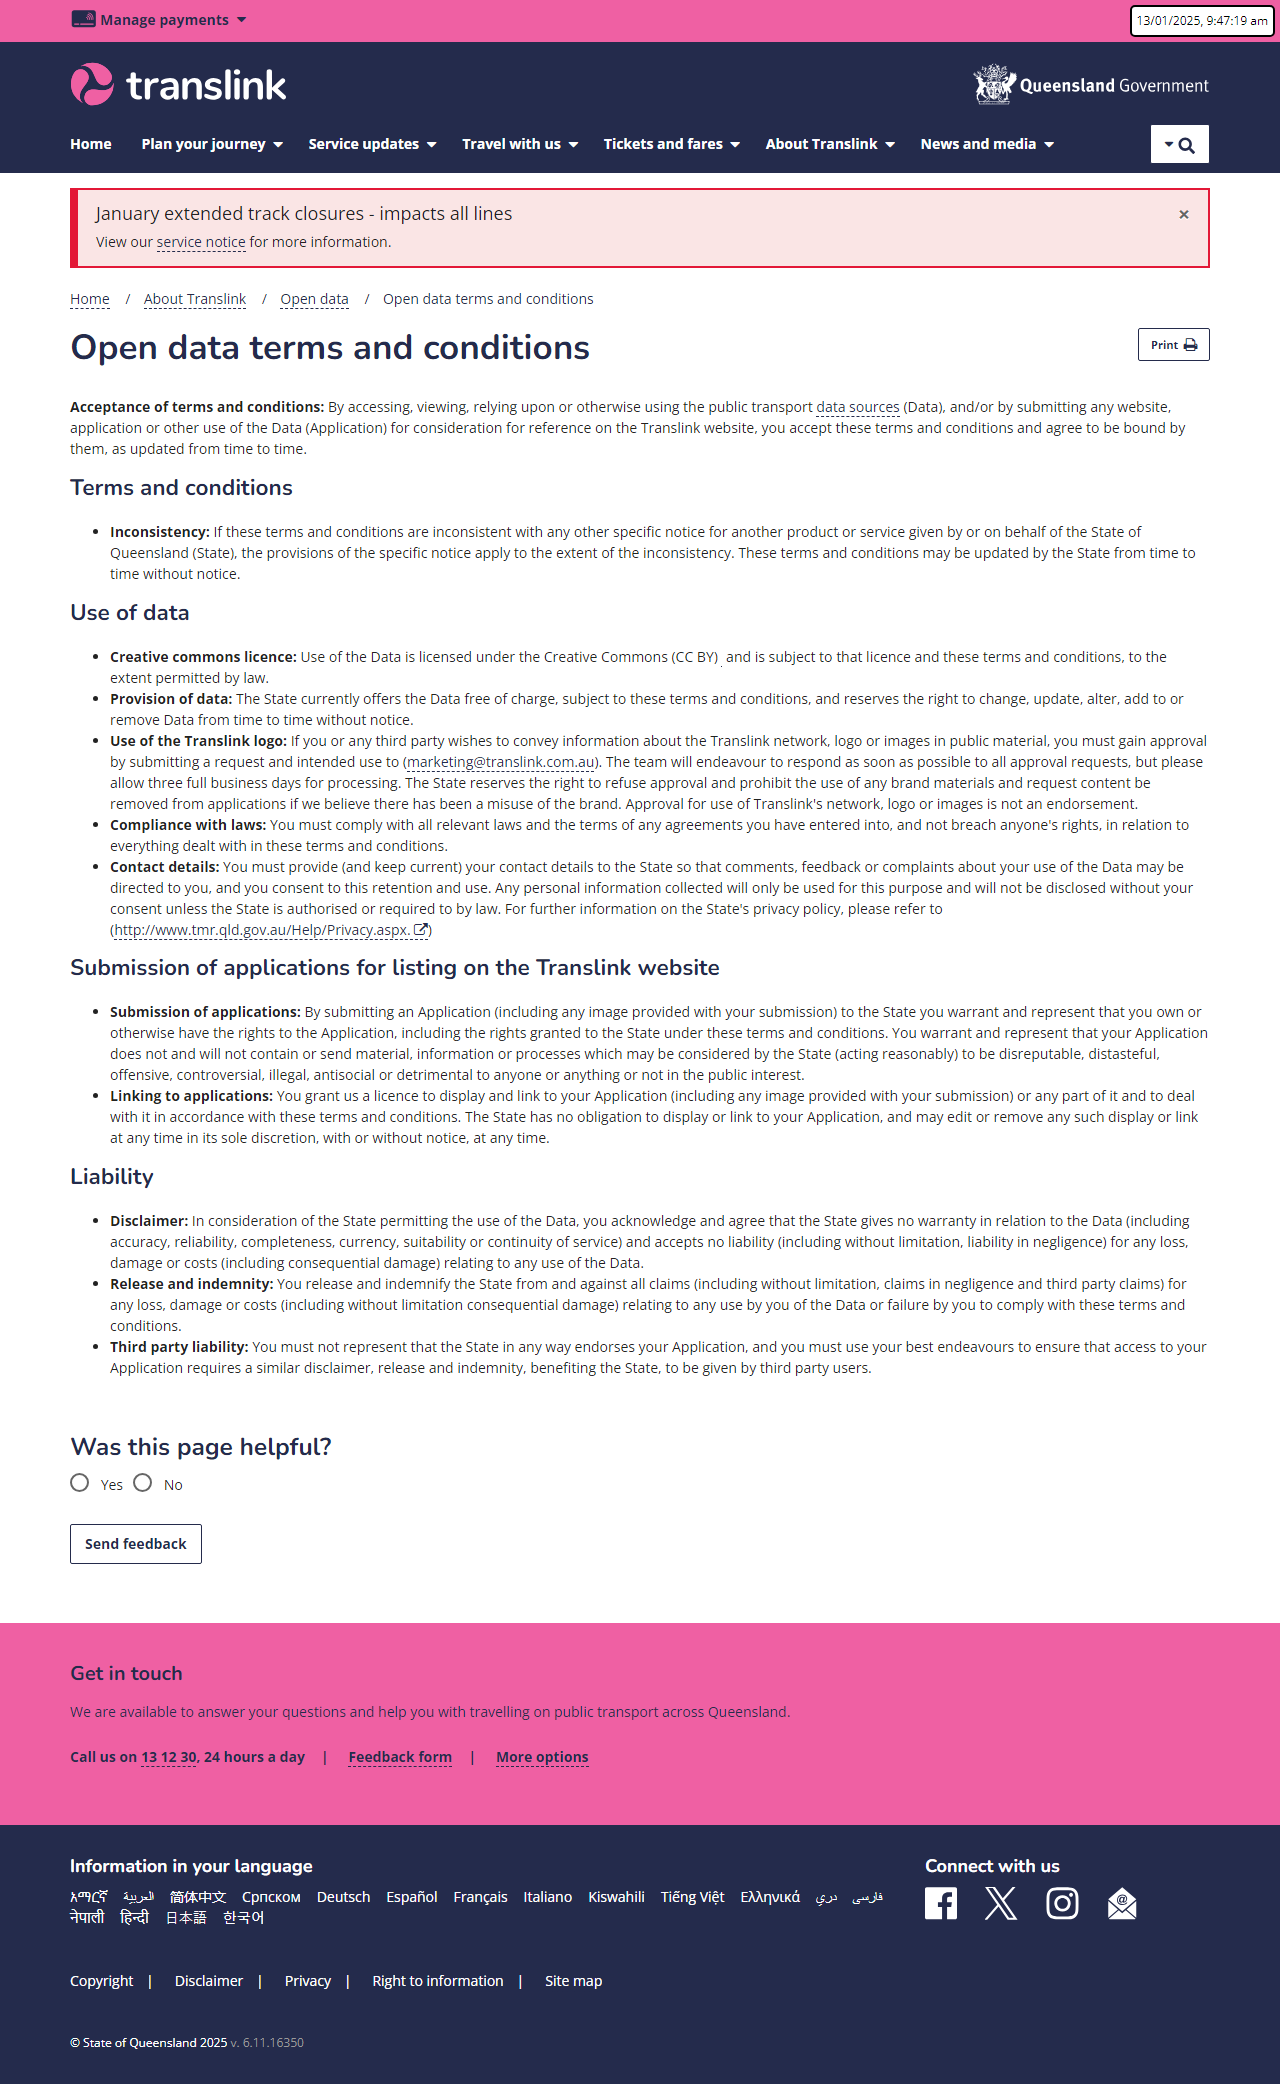 Manage payments
13/01/2025, 9:47:19 am
translink
Queensland Government
Home Plan your journey Service updates Travel with us Tickets and fares About Translink News and media
January extended track closures - impacts all lines ×
View our service notice for more information.
Home / About Translink / Open data / Open data terms and conditions
Open data terms and conditions
Print
Acceptance of terms and conditions: By accessing, viewing, relying upon or otherwise using the public transport data sources (Data), and/or by submitting any website,
application or other use of the Data (Application) for consideration for reference on the Translink website, you accept these terms and conditions and agree to be bound by
them, as updated from time to time.
Terms and conditions
• Inconsistency: If these terms and conditions are inconsistent with any other specific notice for another product or service given by or on behalf of the State of
Queensland (State), the provisions of the specific notice apply to the extent of the inconsistency. These terms and conditions may be updated by the State from time to
time without notice.
Use of data
• Creative commons licence: Use of the Data is licensed under the Creative Commons (CC BY) and is subject to that licence and these terms and conditions, to the
extent permitted by law.
• Provision of data: The State currently offers the Data free of charge, subject to these terms and conditions, and reserves the right to change, update, alter, add to or
remove Data from time to time without notice.
• Use of the Translink logo: If you or any third party wishes to convey information about the Translink network, logo or images in public material, you must gain approval
by submitting a request and intended use to (marketing@translink.com.au). The team will endeavour to respond as soon as possible to all approval requests, but please
allow three full business days for processing. The State reserves the right to refuse approval and prohibit the use of any brand materials and request content be
removed from applications if we believe there has been a misuse of the brand. Approval for use of Translink's network, logo or images is not an endorsement.
• Compliance with laws: You must comply with all relevant laws and the terms of any agreements you have entered into, and not breach anyone's rights, in relation to
everything dealt with in these terms and conditions.
• Contact details: You must provide (and keep current) your contact details to the State so that comments, feedback or complaints about your use of the Data may be
directed to you, and you consent to this retention and use. Any personal information collected will only be used for this purpose and will not be disclosed without your
consent unless the State is authorised or required to by law. For further information on the State's privacy policy, please refer to
(http://www.tmr.qld.gov.au/Help/Privacy.aspx.)
Submission of applications for listing on the Translink website
• Submission of applications: By submitting an Application (including any image provided with your submission) to the State you warrant and represent that you own or
otherwise have the rights to the Application, including the rights granted to the State under these terms and conditions. You warrant and represent that your Application
does not and will not contain or send material, information or processes which may be considered by the State (acting reasonably) to be disreputable, distasteful,
offensive, controversial, illegal, antisocial or detrimental to anyone or anything or not in the public interest.
• Linking to applications: You grant us a licence to display and link to your Application (including any image provided with your submission) or any part of it and to deal
with it in accordance with these terms and conditions. The State has no obligation to display or link to your Application, and may edit or remove any such display or link
at any time in its sole discretion, with or without notice, at any time.
Liability
• Disclaimer: In consideration of the State permitting the use of the Data, you acknowledge and agree that the State gives no warranty in relation to the Data (including
accuracy, reliability, completeness, currency, suitability or continuity of service) and accepts no liability (including without limitation, liability in negligence) for any loss,
damage or costs (including consequential damage) relating to any use of the Data.
• Release and indemnity: You release and indemnify the State from and against all claims (including without limitation, claims in negligence and third party claims) for
any loss, damage or costs (including without limitation consequential damage) relating to any use by you of the Data or failure by you to comply with these terms and
conditions.
• Third party liability: You must not represent that the State in any way endorses your Application, and you must use your best endeavours to ensure that access to your
Application requires a similar disclaimer, release and indemnity, benefiting the State, to be given by third party users.
Was this page helpful?
Yes No
Send feedback
Get in touch
We are available to answer your questions and help you with travelling on public transport across Queensland.
Call us on 13 12 30, 24 hours a day | Feedback form | More options
Information in your language
አማርኛ العربية 简体中文 Српском Deutsch Español Français Italiano Kiswahili Tiếng Việt Ελληνικά دري فارسی
नेपाली हिन्दी 日本語 한국어
Connect with us
Copyright | Disclaimer | Privacy | Right to information | Site map
© State of Queensland 2025 v. 6.11.16350